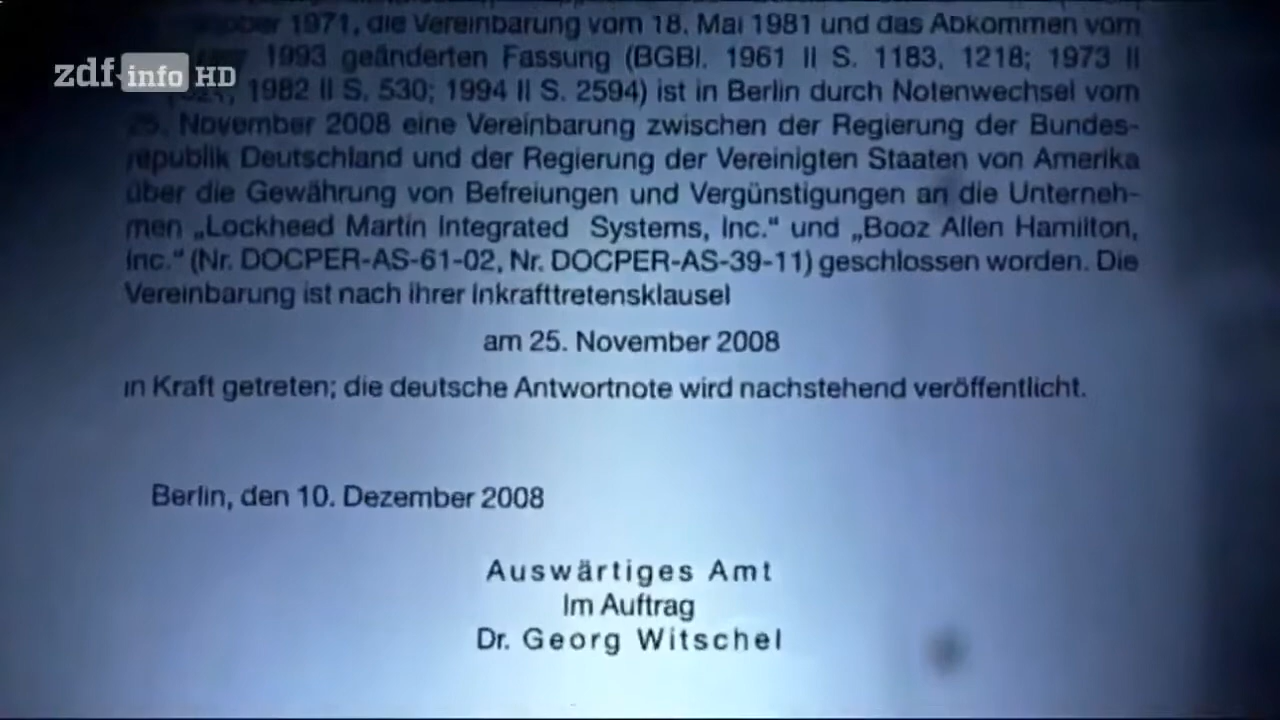 1971, die Vereinbarung vom 18. Mai 1981 und das Abkommen vom
zdf info HD
1993 geänderten Fassung (BGBl. 1961 II S. 1183, 1218; 1973 II
1982 II S. 530; 1994 II S. 2594) ist in Berlin durch Notenwechsel vom
25. November 2008 eine Vereinbarung zwischen der Regierung der Bundes-
republik Deutschland und der Regierung der Vereinigten Staaten von Amerika
über die Gewährung von Befreiungen und Vergünstigungen an die Unterneh-
men „Lockheed Martin Integrated Systems, Inc.“ und „Booz Allen Hamilton,
Inc.“ (Nr. DOCPER-AS-61-02, Nr. DOCPER-AS-39-11) geschlossen worden. Die
Vereinbarung ist nach ihrer Inkrafttretensklausel
am 25. November 2008
in Kraft getreten; die deutsche Antwortnote wird nachstehend veröffentlicht.
Berlin, den 10. Dezember 2008
Auswärtiges Amt
Im Auftrag
Dr. Georg Witschel